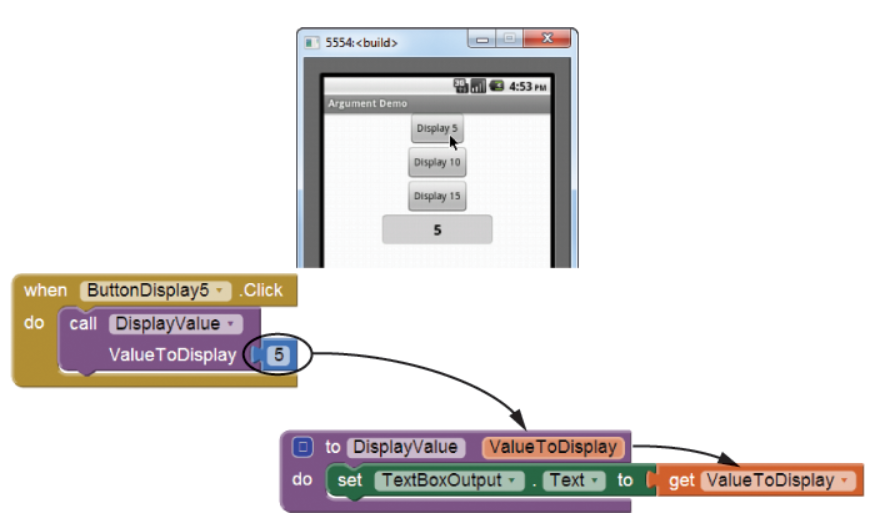 5554:<build>
4:53 PM
Argument Demo
Display 5
Display 10
Display 15
5
when ButtonDisplay5 .Click
do call DisplayValue
ValueToDisplay 5
to DisplayValue ValueToDisplay
do set TextBoxOutput . Text to get ValueToDisplay